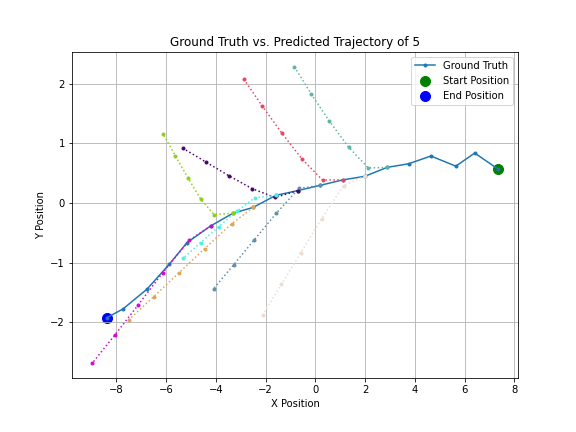 Ground Truth vs. Predicted Trajectory of 5
Ground Truth
Start Position
End Position
Y Position
2
1
0
−1
−2
−8
−6
−4
−2
0
2
4
6
8
X Position